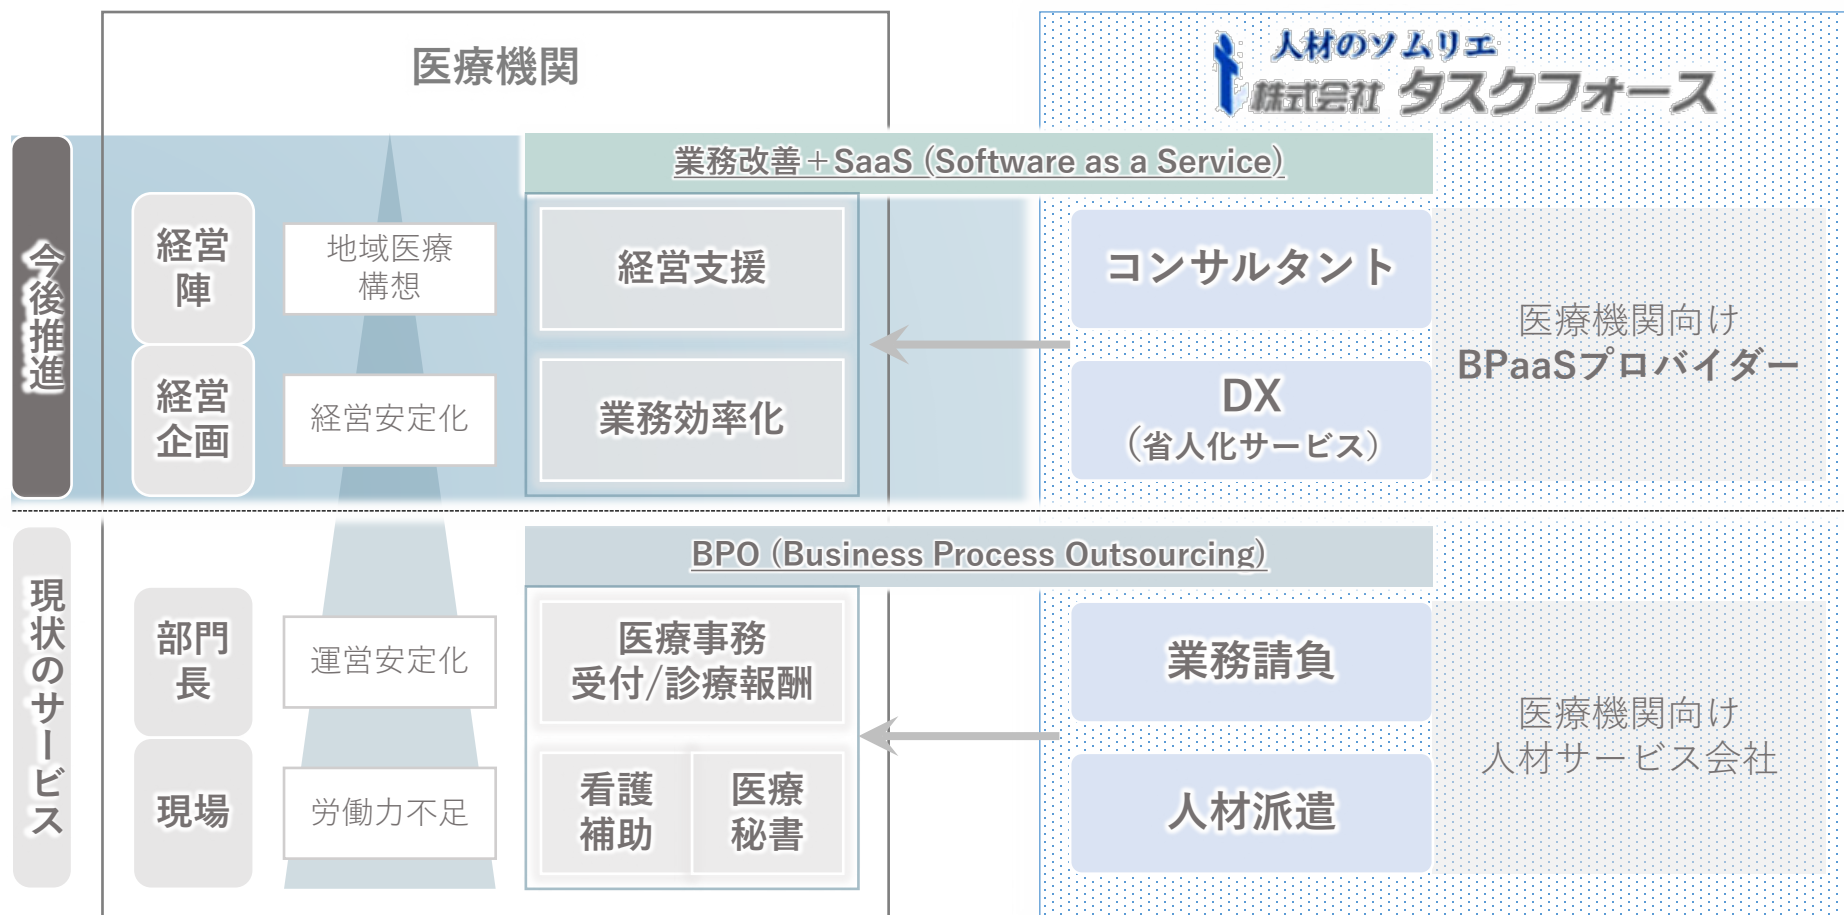 医療機関
人材のソムリエ
株式会社 タスクフォース
今後推進
業務改善＋SaaS (Software as a Service)
経営
陣
地域医療
構想
経営支援
コンサルタント
経営
企画
経営安定化
業務効率化
DX
（省人化サービス）
医療機関向け
BPaaSプロバイダー
現状のサービス
BPO (Business Process Outsourcing)
部門
長
運営安定化
医療事務
受付/診療報酬
業務請負
現場
労働力不足
看護
補助
医療
秘書
人材派遣
医療機関向け
人材サービス会社